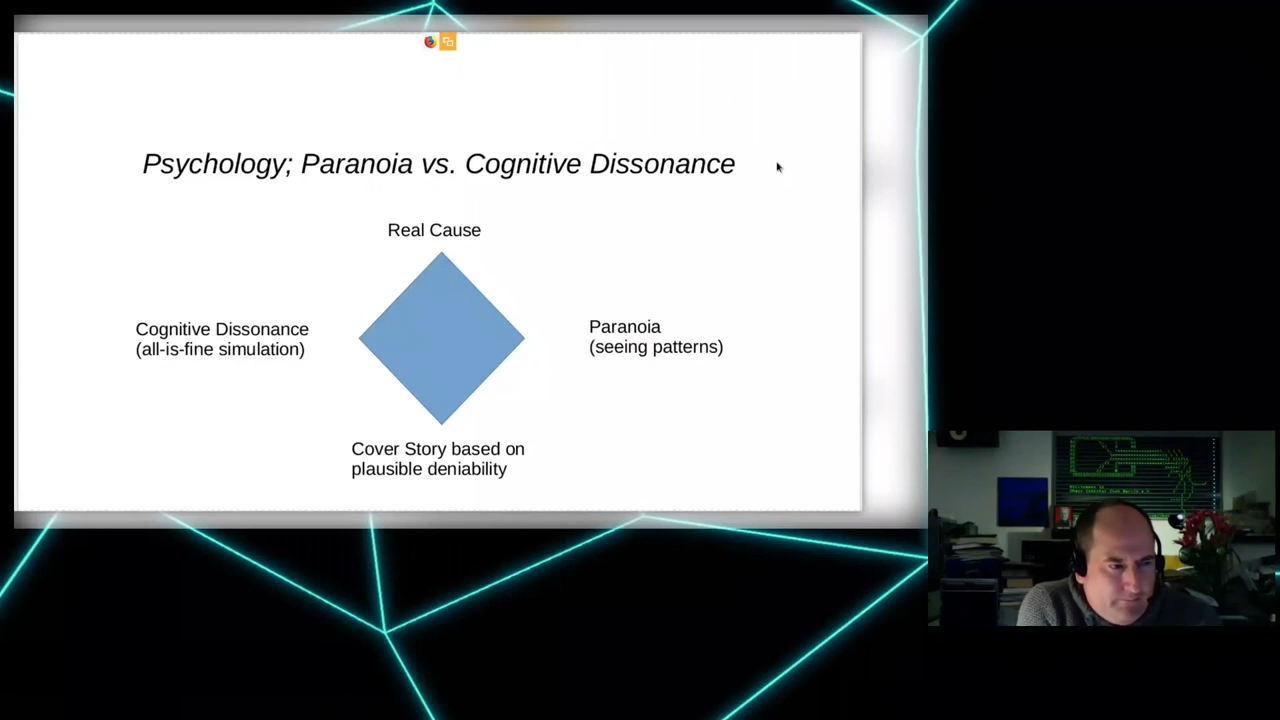 Psychology; Paranoia vs. Cognitive Dissonance
Real Cause
Cognitive Dissonance
(all-is-fine simulation)
Paranoia
(seeing patterns)
Cover Story based on
plausible deniability